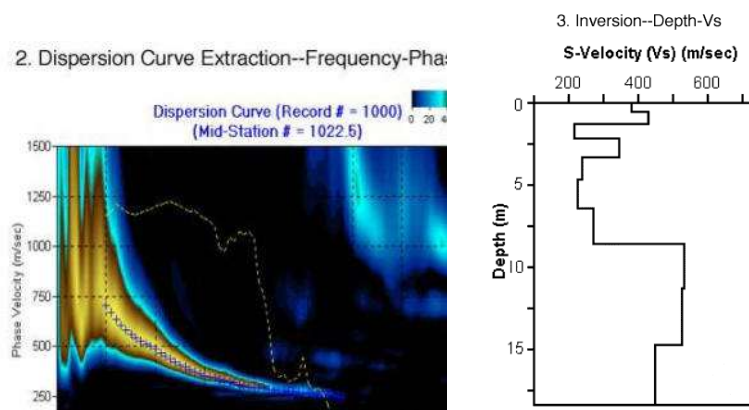 2. Dispersion Curve Extraction--Frequency-Phas
Dispersion Curve (Record # = 1000)
(Mid-Station # = 1022.5)
0 20 40
Phase Velocity (m/sec)
1500
1250
1000
750
500
250
3. Inversion--Depth-Vs
S-Velocity (Vs) (m/sec)
200 400 600
Depth (m)
0
5
10
15